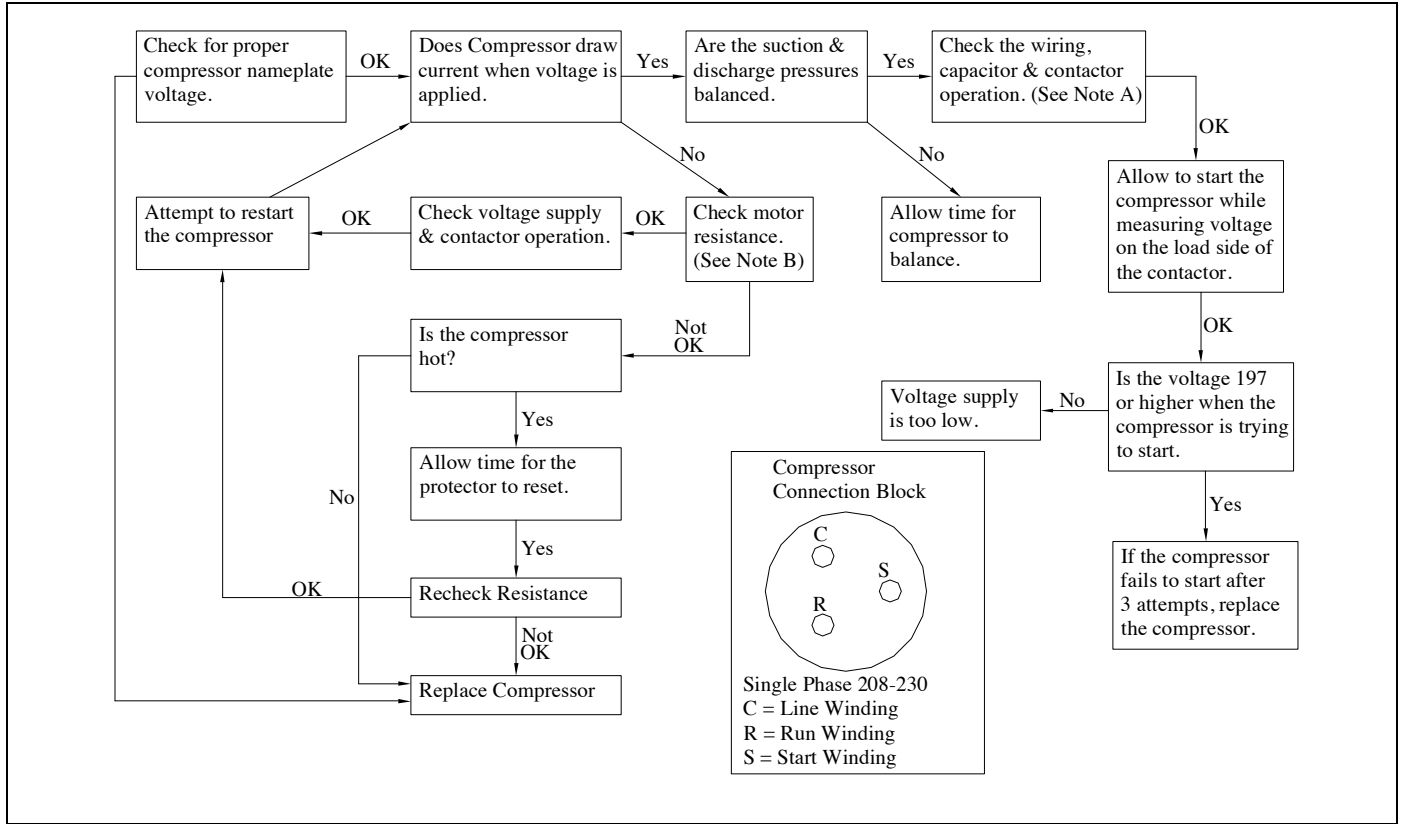 Check for proper
compressor nameplate
voltage.
OK
Does Compressor draw
current when voltage is
applied.
Yes
Are the suction &
discharge pressures
balanced.
Yes
Check the wiring,
capacitor & contactor
operation. (See Note A)
OK
No
No
Attempt to restart
the compressor
OK
Check voltage supply
& contactor operation.
OK
Check motor
resistance.
(See Note B)
Allow time for
compressor to
balance.
Allow to start the
compressor while
measuring voltage
on the load side of
the contactor.
OK
Is the compressor
hot?
Not
OK
Yes
No
Voltage supply
is too low.
No
Is the voltage 197
or higher when the
compressor is trying
to start.
Yes
Allow time for the
protector to reset.
Yes
If the compressor
fails to start after
3 attempts, replace
the compressor.
OK
Recheck Resistance
Not
OK
Replace Compressor
Compressor
Connection Block
C
S
R
Single Phase 208-230
C = Line Winding
R = Run Winding
S = Start Winding